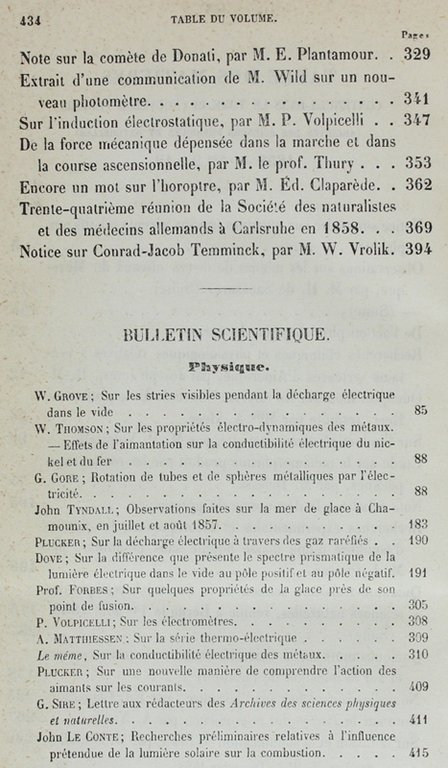 434 TABLE DU VOLUME.
Pages
Note sur la comète de Donati, par M. E. Plantamour. . 329
Extrait d'une communication de M. Wild sur un nou-
veau photomètre. . . . . . . . . . . . . . . . 341
Sur l'induction électrostatique, par M. P. Volpicelli . . 347
De la force mécanique dépensée dans la marche et dans
la course ascensionnelle, par M. le prof. Thury . . . 353
Encore un mot sur l'horoptre, par M. Éd. Claparède. . 362
Trente-quatrième réunion de la Société des naturalistes
et des médecins allemands à Carlsruhe en 1858. . . 369
Notice sur Conrad-Jacob Temminck, par M. W. Vrolik. 394
BULLETIN SCIENTIFIQUE.
Physique.
W. GROVE; Sur les stries visibles pendant la décharge électrique
dans le vide . . . . . . . . . . . . . . . . 85
W. THOMSON; Sur les propriétés électro-dynamiques des métaux.
— Effets de l'aimantation sur la conductibilité électrique du nic-
kel et du fer . . . . . . . . . . . . . . . . 88
G. GORE; Rotation de tubes et de sphères métalliques par l'élec-
tricité. . . . . . . . . . . . . . . . . . . 88
John TYNDALL; Observations faites sur la mer de glace à Cha-
mounix, en juillet et août 1857. . . . . . . . . . . 183
PLUCKER; Sur la décharge électrique à travers des gaz raréfiés . . 190
DOVE; Sur la différence que présente le spectre prismatique de la
lumière électrique dans le vide au pôle positif et au pôle négatif. 191
Prof. FORBES; Sur quelques propriétés de la glace près de son
point de fusion. . . . . . . . . . . . . . . . 305
P. VOLPICELLI; Sur les électromètres. . . . . . . . . . 308
A. MATTHIESSEN; Sur la série thermo-électrique . . . . . . 309
Le même, Sur la conductibilité électrique des métaux. . . . . 310
PLUCKER; Sur une nouvelle manière de comprendre l'action des
aimants sur les courants. . . . . . . . . . . . . 409
G. SIRE; Lettre aux rédacteurs des Archives des sciences physiques
et naturelles. . . . . . . . . . . . . . . . . 411
John LE CONTE; Recherches préliminaires relatives à l'influence
prétendue de la lumière solaire sur la combustion. . . . . 415